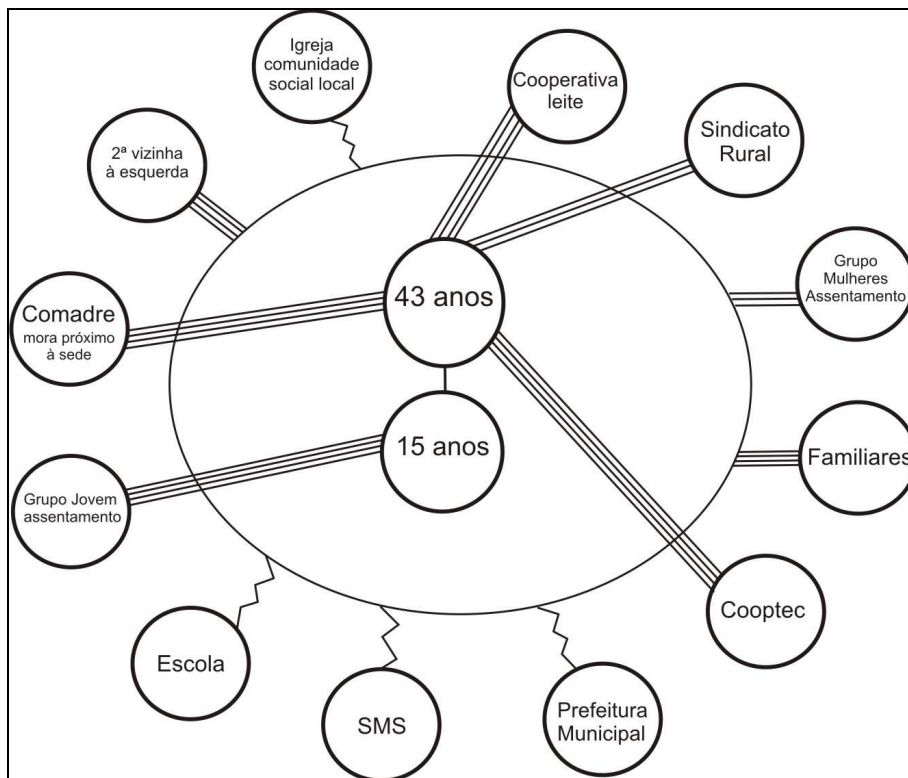 Igreja
comunidade
social local
Cooperativa
leite
Sindicato
Rural
2ª vizinha
à esquerda
Grupo
Mulheres
Assentamento
43 anos
Comadre
mora próximo
à sede
15 anos
Familiares
Grupo Jovem
assentamento
Cooptec
Escola
SMS
Prefeitura
Municipal